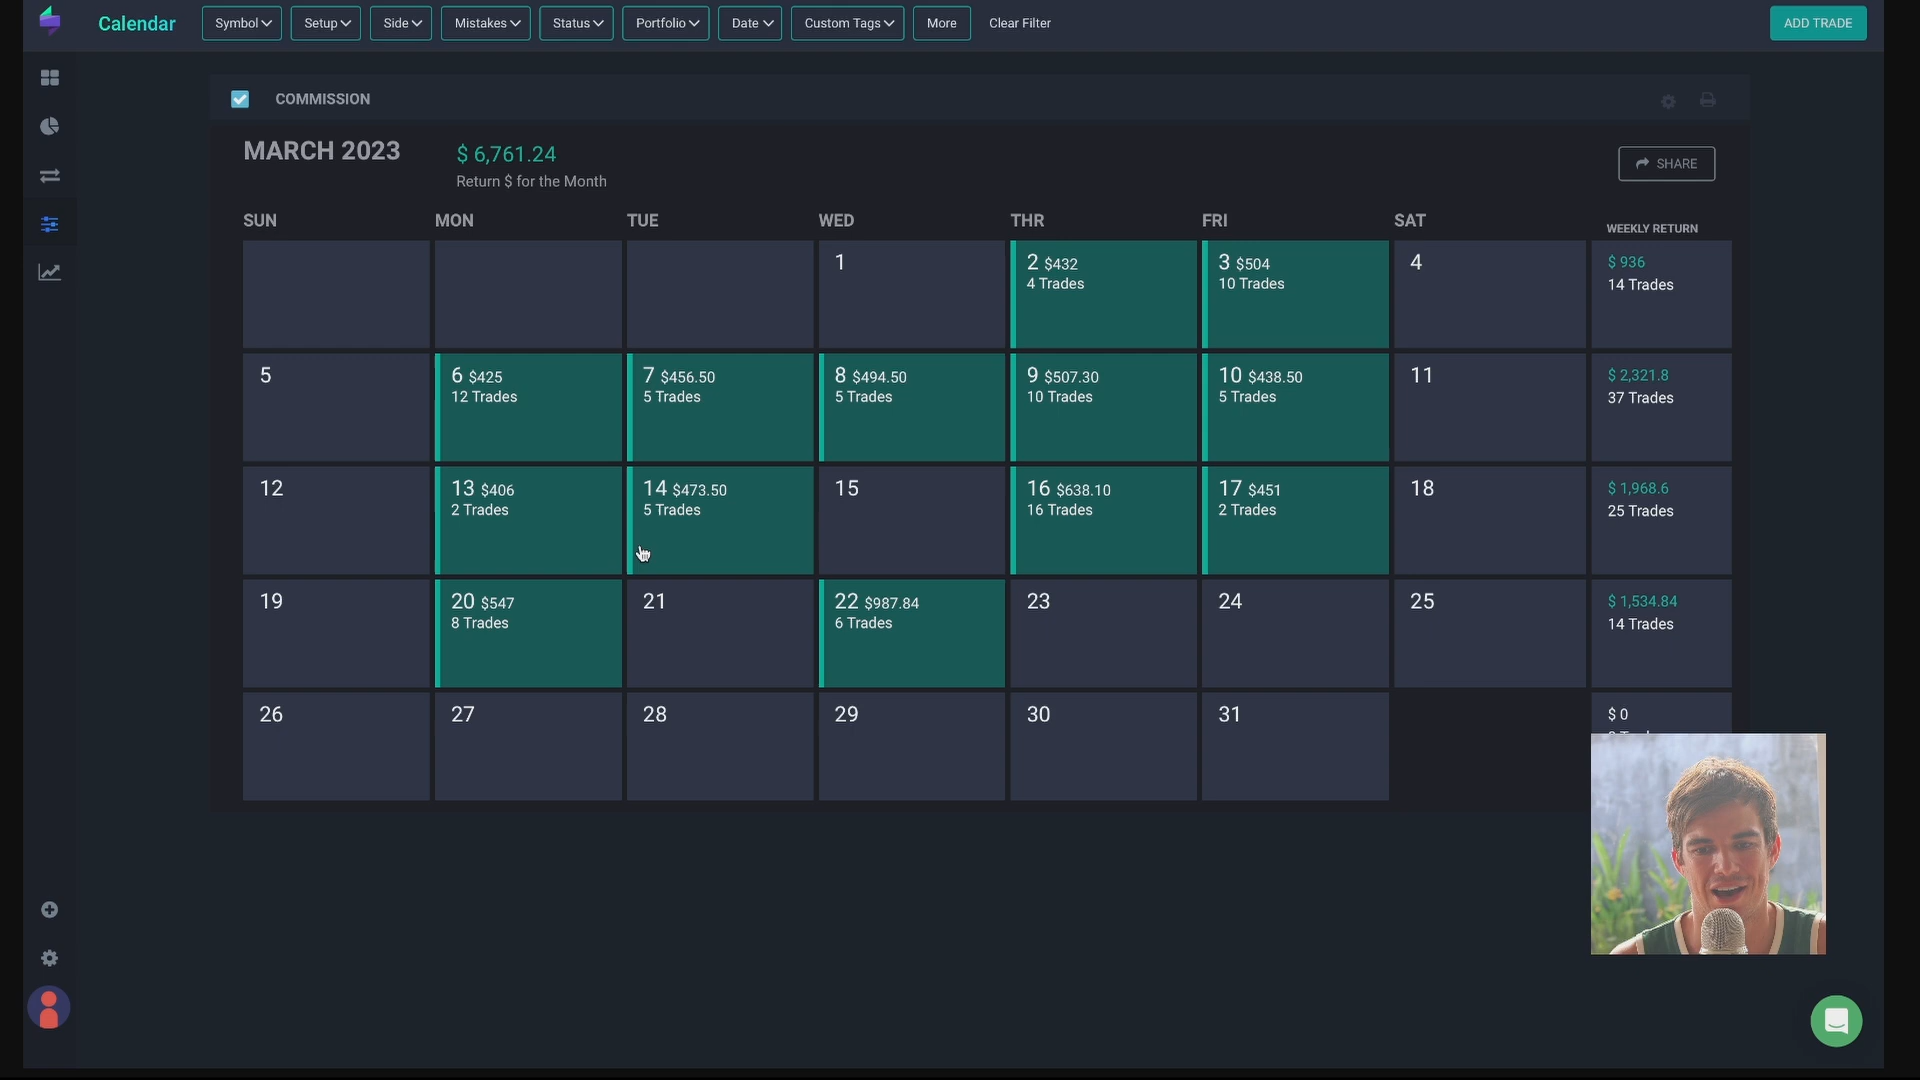 Calendar
Symbol
Setup
Side
Mistakes
Status
Portfolio
Date
Custom Tags
More
Clear Filter
ADD TRADE
COMMISSION
MARCH 2023
$ 6,761.24
Return $ for the Month
SHARE
SUN MON TUE WED THR FRI SAT WEEKLY RETURN
1
2 $432
4 Trades
3 $504
10 Trades
4
$ 936
14 Trades
5
6 $425
12 Trades
7 $456.50
5 Trades
8 $494.50
5 Trades
9 $507.30
10 Trades
10 $438.50
5 Trades
11
$ 2,321.8
37 Trades
12
13 $406
2 Trades
14 $473.50
5 Trades
15
16 $638.10
16 Trades
17 $451
2 Trades
18
$ 1,968.6
25 Trades
19
20 $547
8 Trades
21
22 $987.84
6 Trades
23
24
25
$ 1,534.84
14 Trades
26
27
28
29
30
31
$ 0